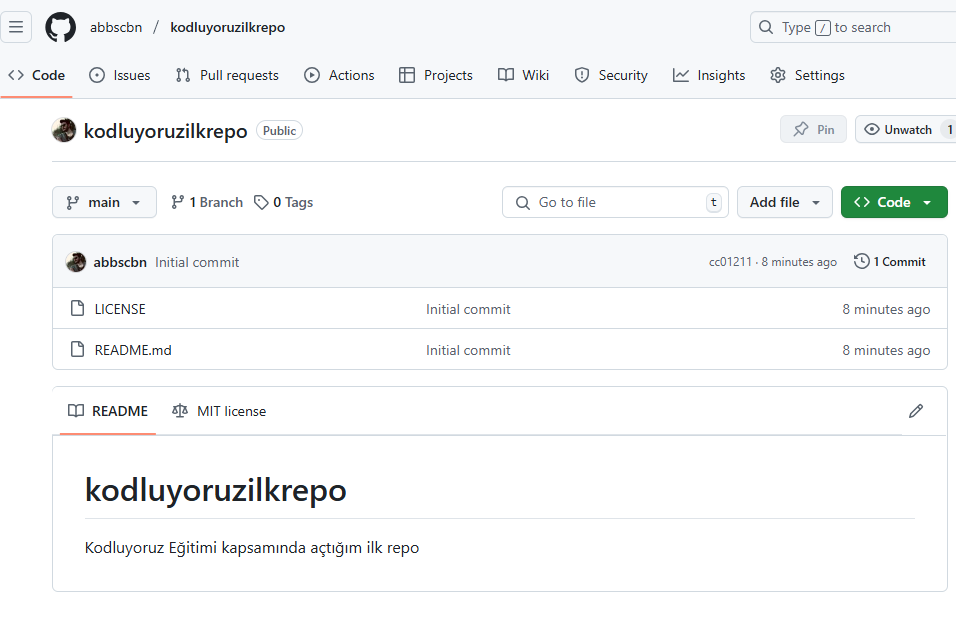 abbscbn / kodluyoruzilkrepo
Type / to search
Code Issues Pull requests Actions Projects Wiki Security Insights Settings
kodluyoruzilkrepo Public
Pin Unwatch 1
main 1 Branch 0 Tags
Go to file t Add file Code
abbscbn Initial commit cc01211 · 8 minutes ago 1 Commit
LICENSE Initial commit 8 minutes ago
README.md Initial commit 8 minutes ago
README MIT license
kodluyoruzilkrepo
Kodluyoruz Eğitimi kapsamında açtığım ilk repo